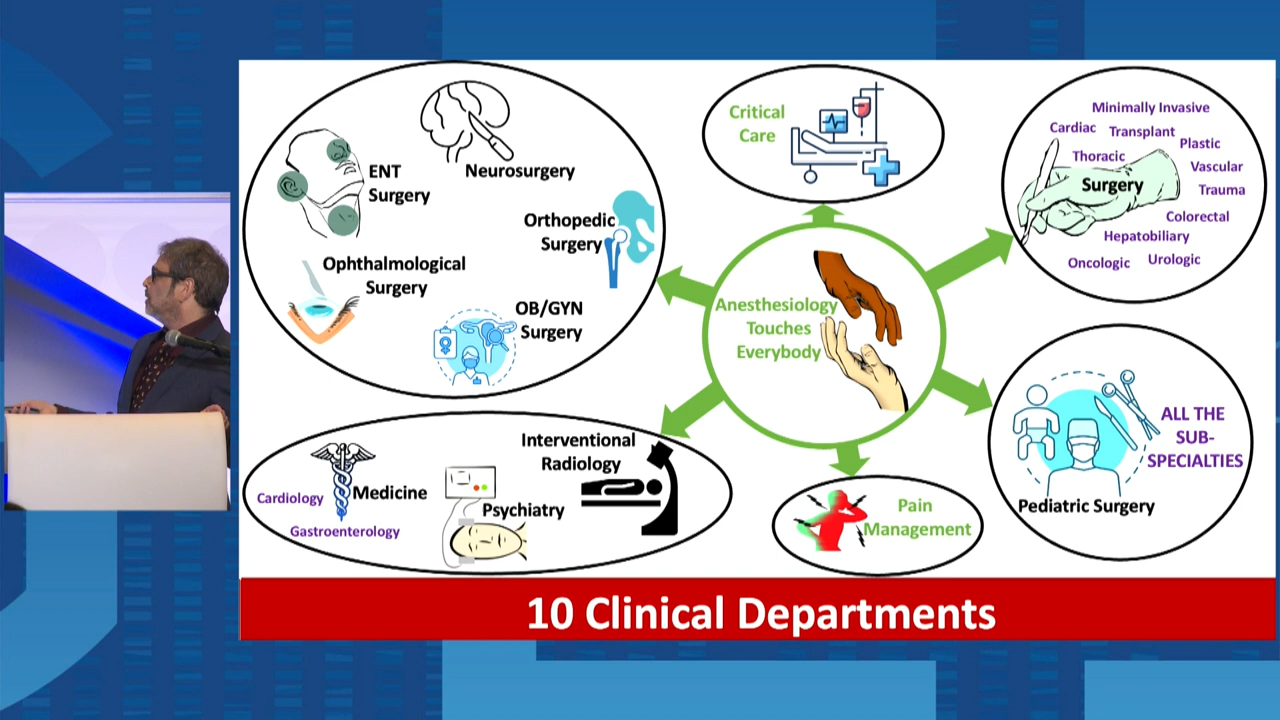 ENT
Surgery
Neurosurgery
Orthopedic
Surgery
Ophthalmological
Surgery
OB/GYN
Surgery
Critical
Care
Minimally Invasive
Cardiac
Transplant
Plastic
Thoracic
Vascular
Surgery
Trauma
Colorectal
Hepatobiliary
Oncologic
Urologic
Anesthesiology
Touches
Everybody
Interventional
Radiology
Cardiology
Medicine
Gastroenterology
Psychiatry
Pain
Management
ALL THE
SUB-
SPECIALTIES
Pediatric Surgery
10 Clinical Departments